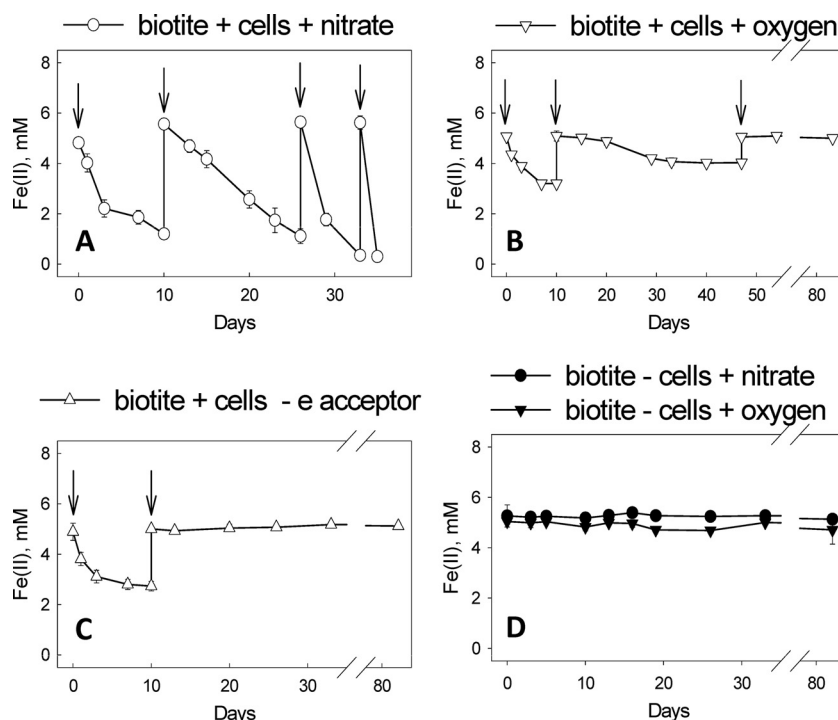 biotite + cells + nitrate
8
6
4
2
0
Fe(II), mM
A
0 10 20 30
Days
biotite + cells + oxygen
8
6
4
2
0
Fe(II), mM
B
0 10 20 30 40 50 80
Days
biotite + cells - e acceptor
8
6
4
2
0
Fe(II), mM
C
0 10 20 30 80
Days
biotite - cells + nitrate
biotite - cells + oxygen
8
6
4
2
0
Fe(II), mM
D
0 10 20 30 80
Days